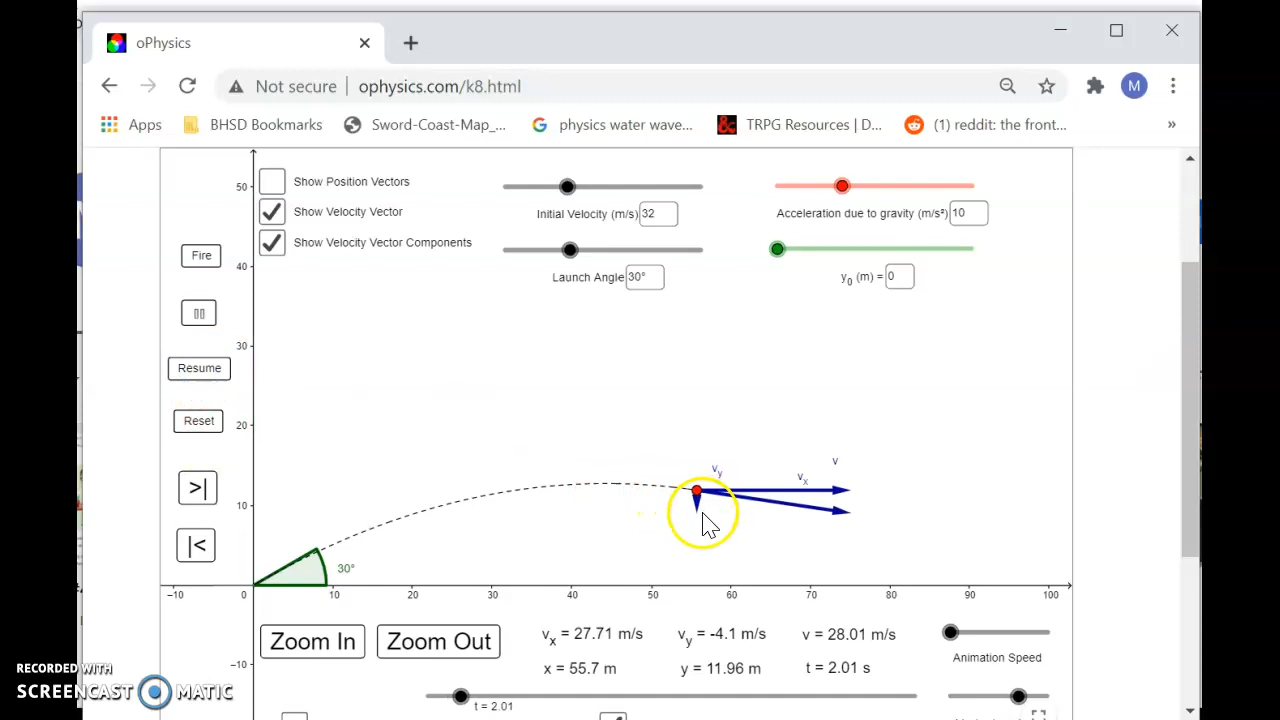 oPhysics
Not secure | ophysics.com/k8.html
M
Apps BHSD Bookmarks Sword-Coast-Map_... physics water wave... TRPG Resources | D... (1) reddit: the front... »
50 Show Position Vectors
Initial Velocity (m/s) 32 Acceleration due to gravity (m/s²) 10
Show Velocity Vector
Show Velocity Vector Components
Fire
40 Launch Angle 30° y0 (m) = 0
30
Resume
Reset 20
vy vx v
>| 10
|< 30°
−10 0 10 20 30 40 50 60 70 80 90 100
Zoom In Zoom Out vx = 27.71 m/s vy = -4.1 m/s v = 28.01 m/s
Animation Speed
−10 x = 55.7 m y = 11.96 m t = 2.01 s
t = 2.01
RECORDED WITH
SCREENCAST MATIC